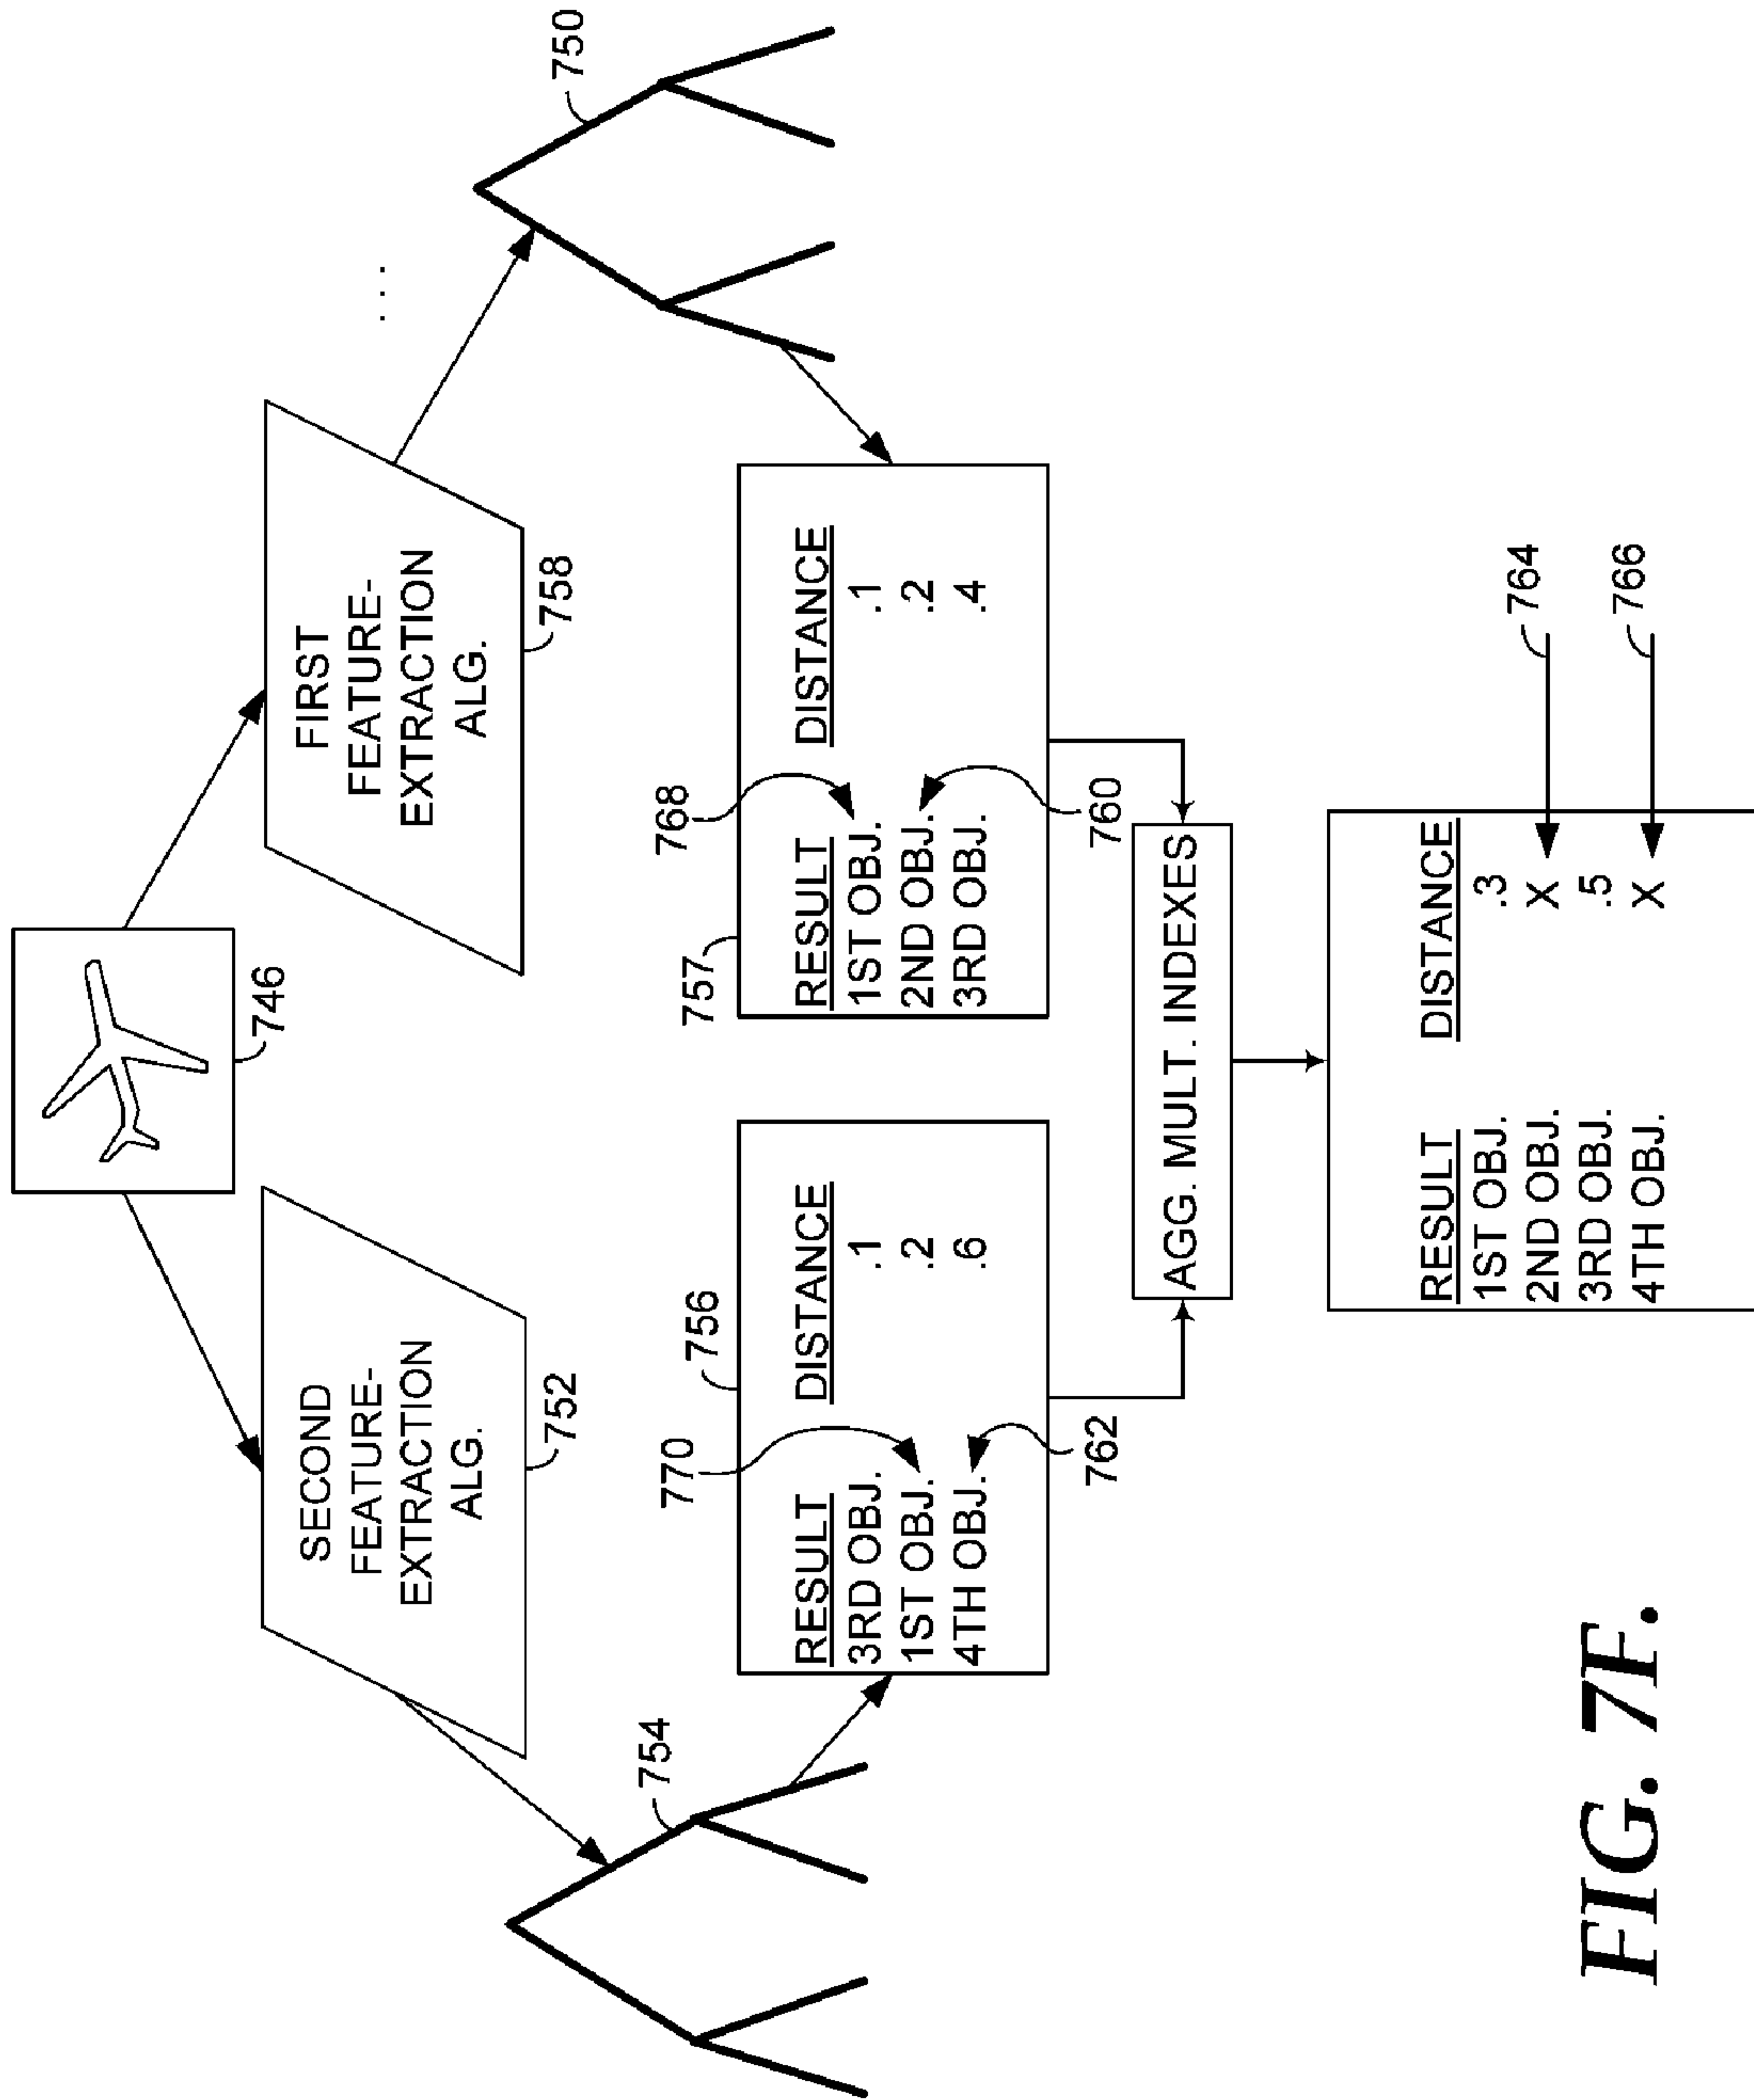 746
SECOND
FEATURE-
EXTRACTION
ALG.
752
FIRST
FEATURE-
EXTRACTION
ALG.
758
. . .
750
754
770
756
RESULT DISTANCE
3RD OBJ. .1
1ST OBJ. .2
4TH OBJ. .6
762
757
768
RESULT DISTANCE
1ST OBJ. .1
2ND OBJ. .2
3RD OBJ. .4
760
AGG. MULT. INDEXES
RESULT DISTANCE
1ST OBJ. .3
2ND OBJ. X
3RD OBJ. .5
4TH OBJ. X
764
766
FIG. 7F.